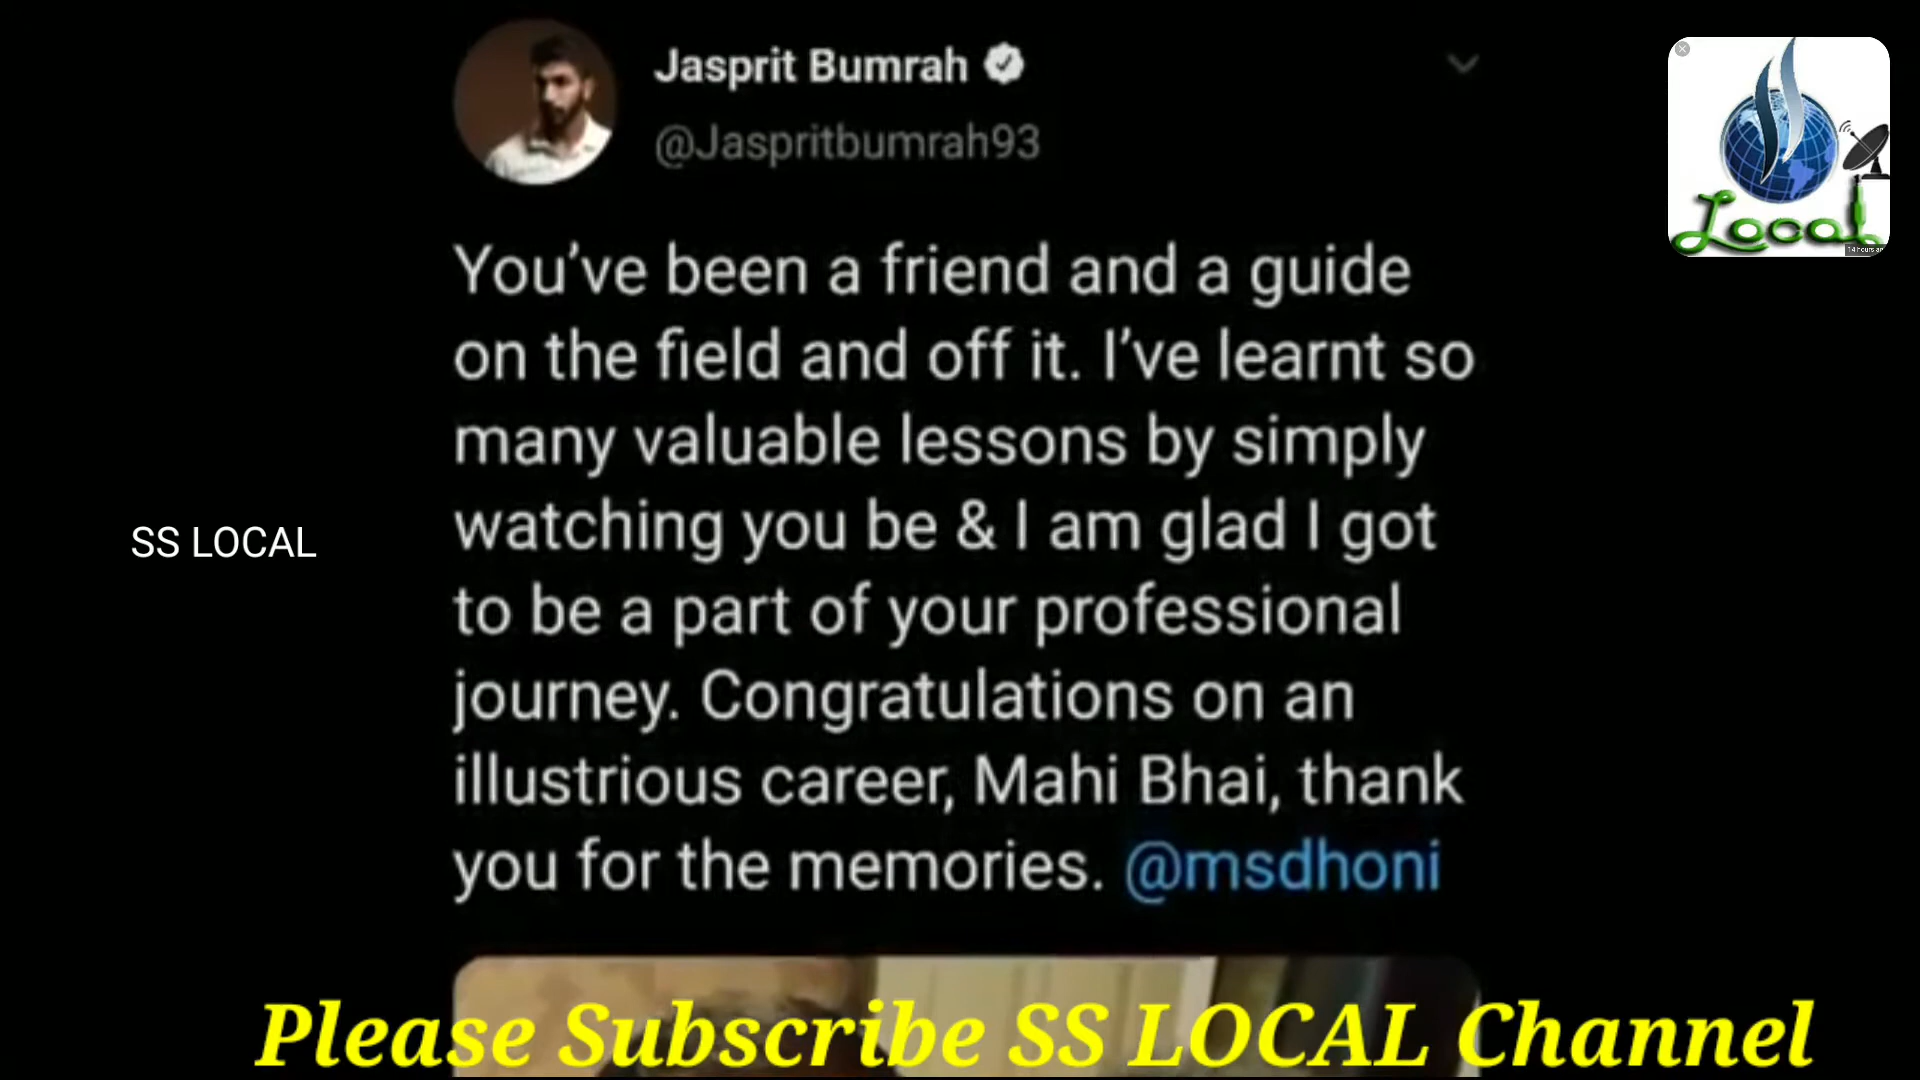 Jasprit Bumrah
@Jaspritbumrah93
You've been a friend and a guide
on the field and off it. I've learnt so
many valuable lessons by simply
watching you be & I am glad I got
to be a part of your professional
journey. Congratulations on an
illustrious career, Mahi Bhai, thank
you for the memories. @msdhoni
SS LOCAL
Local
Please Subscribe SS LOCAL Channel